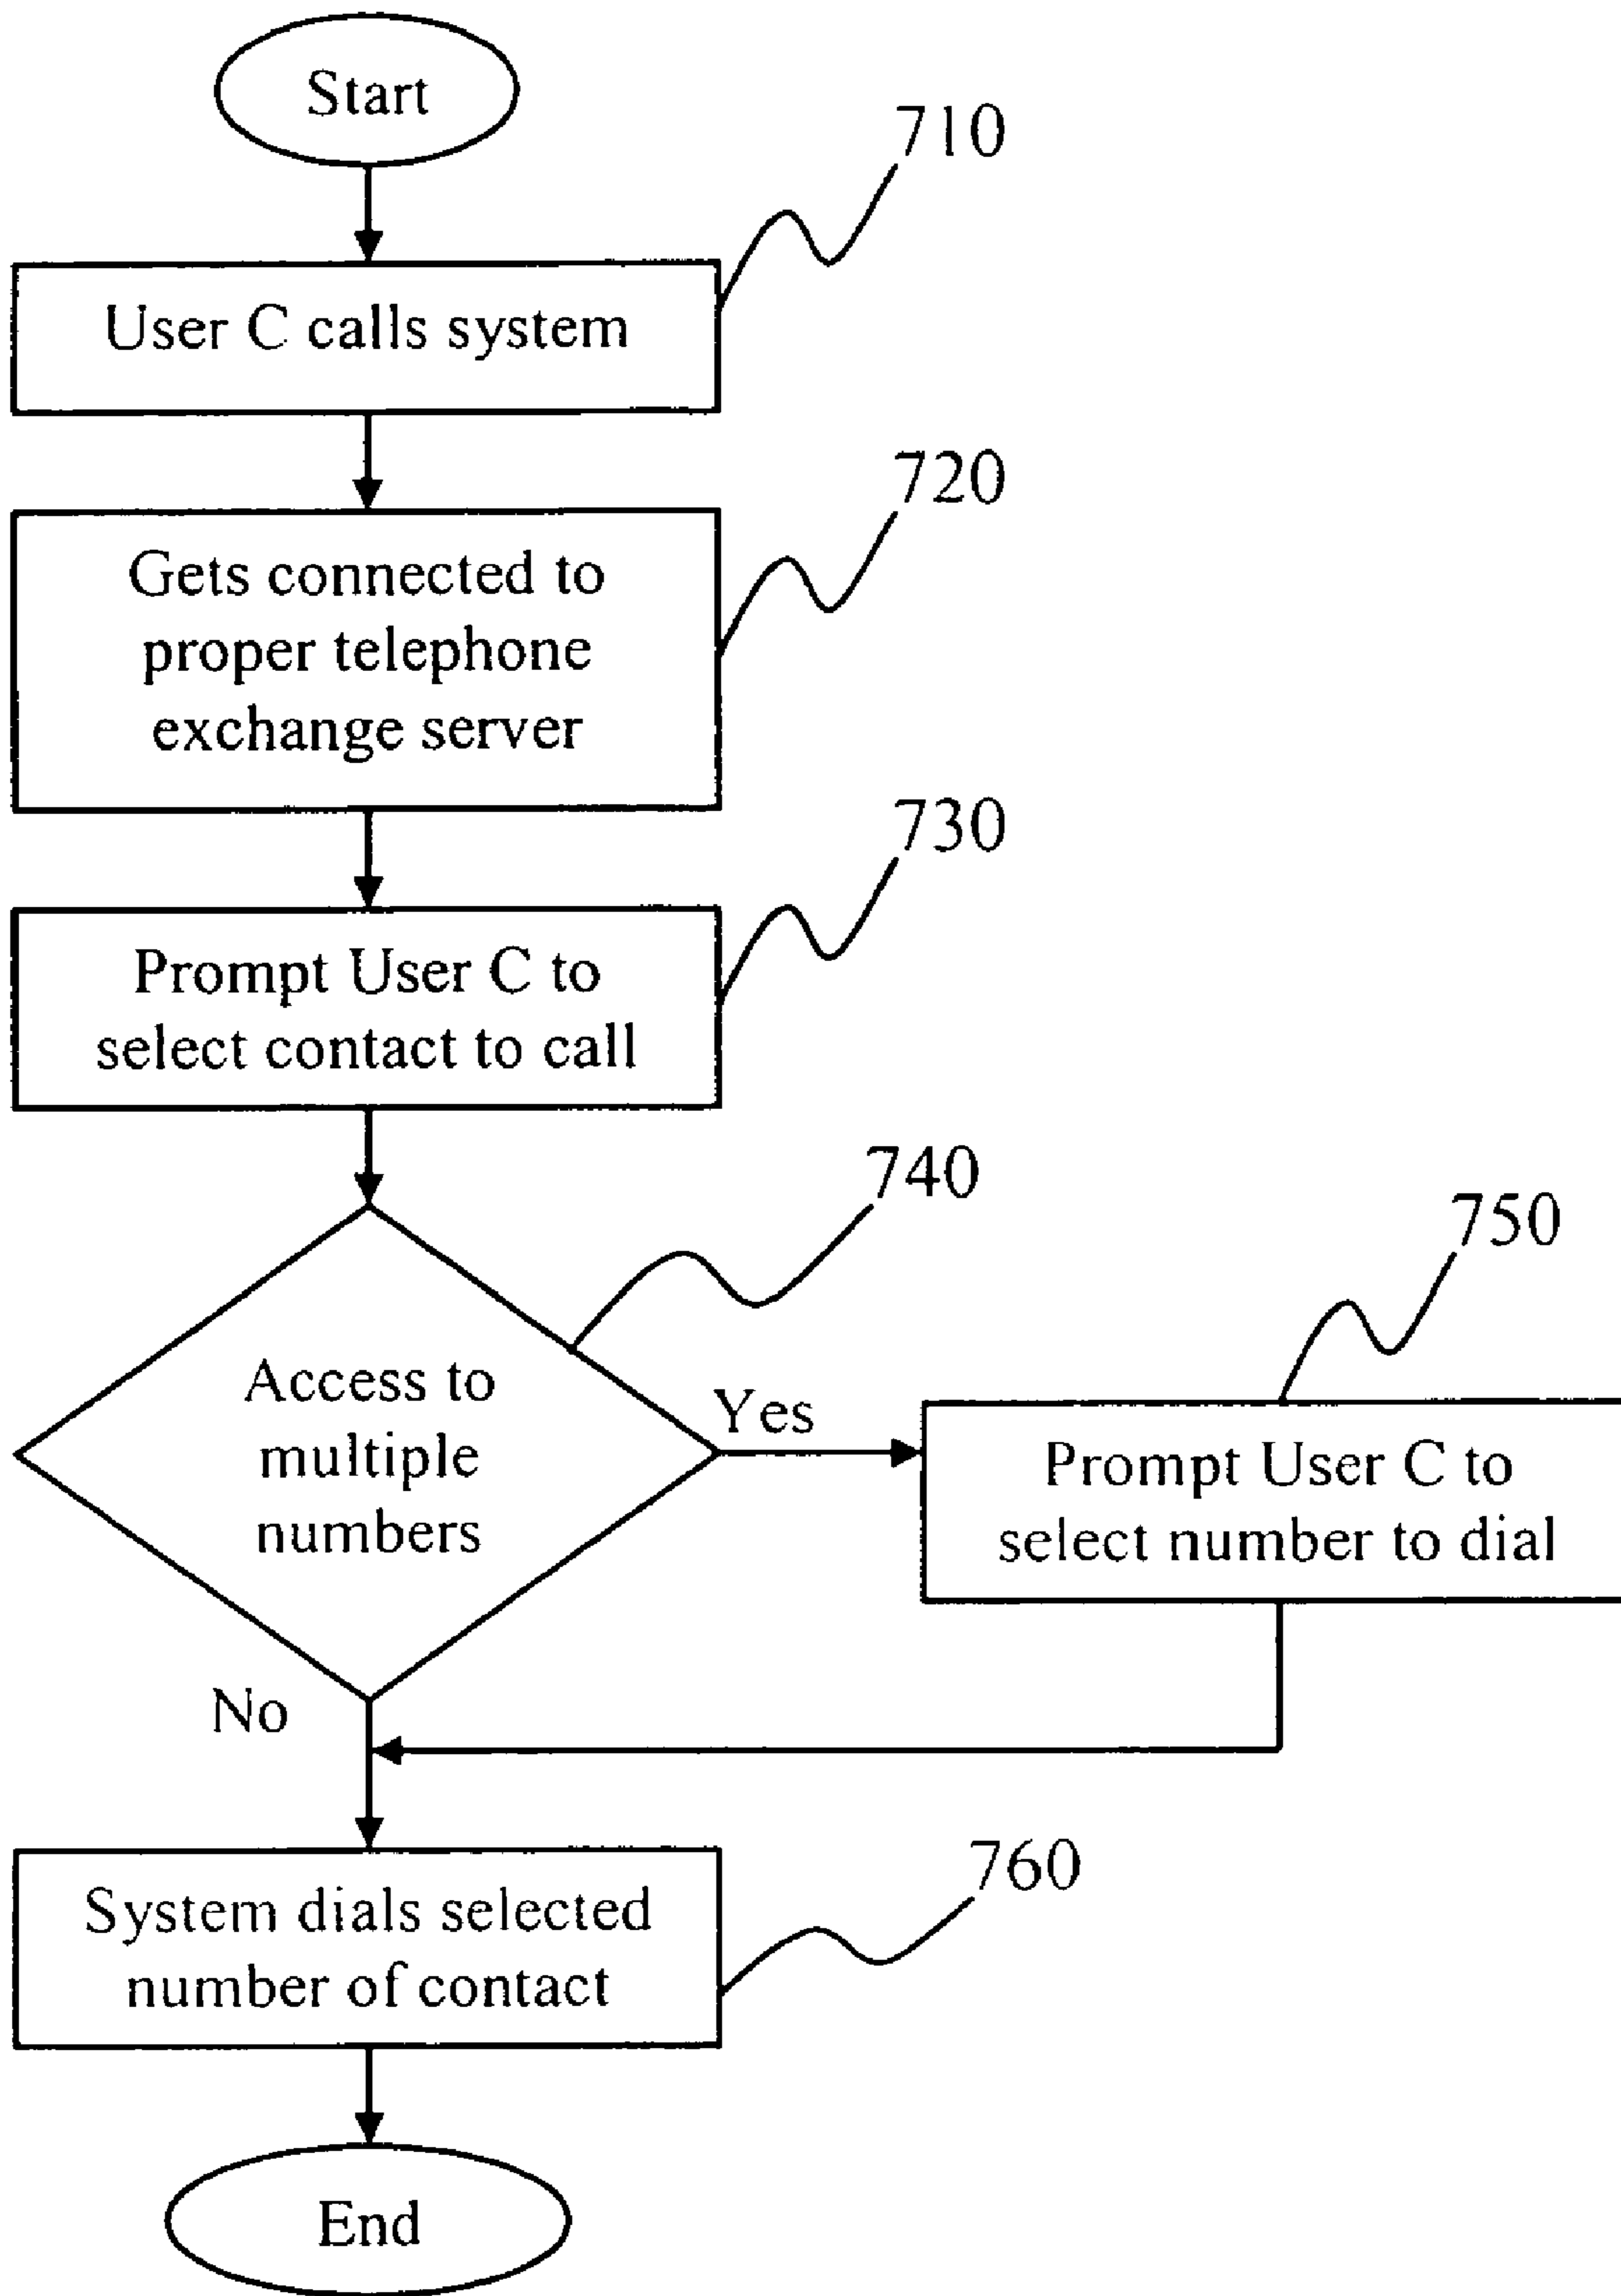 Start
710
User C calls system
720
Gets connected to
proper telephone
exchange server
730
Prompt User C to
select contact to call
740
750
Access to
multiple
numbers
Yes
Prompt User C to
select number to dial
No
760
System dials selected
number of contact
End